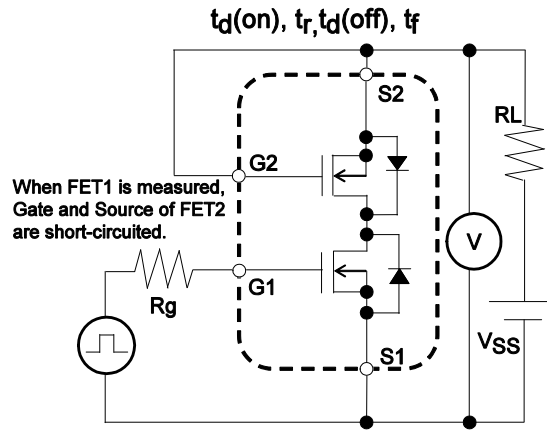 td(on), tr,td(off), tf
S2
RL
G2
When FET1 is measured,
Gate and Source of FET2
are short-circuited.
V
G1
Rg
VSS
S1